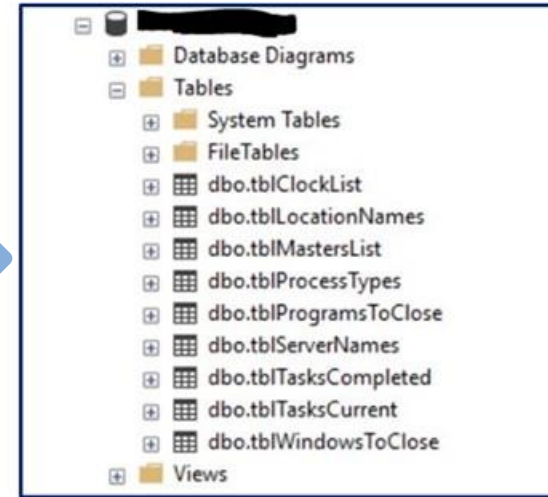 Database Diagrams
Tables
System Tables
FileTables
dbo.tblClockList
dbo.tblLocationNames
dbo.tblMastersList
dbo.tblProcessTypes
dbo.tblProgramsToClose
dbo.tblServerNames
dbo.tblTasksCompleted
dbo.tblTasksCurrent
dbo.tblWindowsToClose
Views